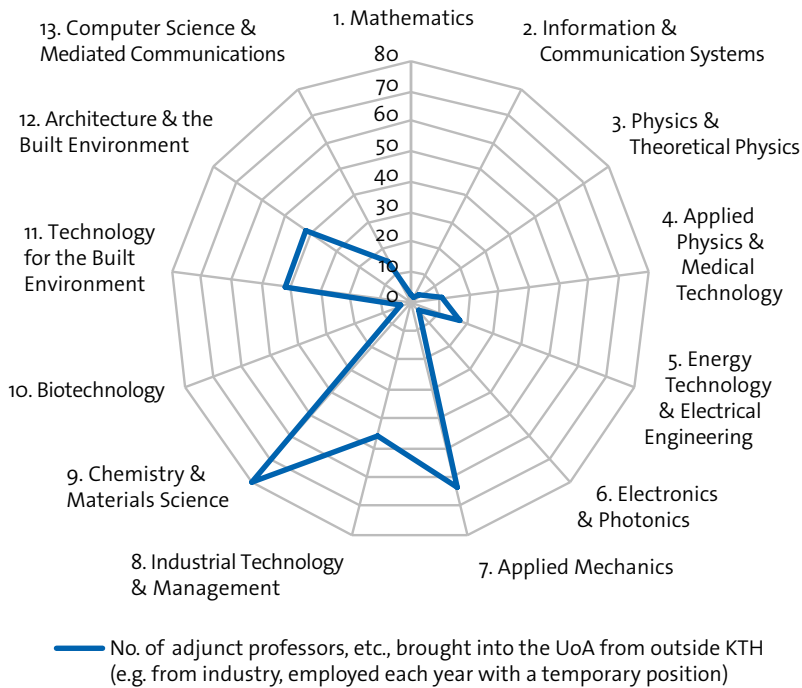 1. Mathematics
2. Information &
Communication Systems
3. Physics &
Theoretical Physics
4. Applied
Physics &
Medical
Technology
5. Energy
Technology
& Electrical
Engineering
6. Electronics
& Photonics
7. Applied Mechanics
8. Industrial Technology
& Management
9. Chemistry &
Materials Science
10. Biotechnology
11. Technology
for the Built
Environment
12. Architecture & the
Built Environment
13. Computer Science &
Mediated Communications
80
70
60
50
40
30
20
10
0
No. of adjunct professors, etc., brought into the UoA from outside KTH
(e.g. from industry, employed each year with a temporary position)